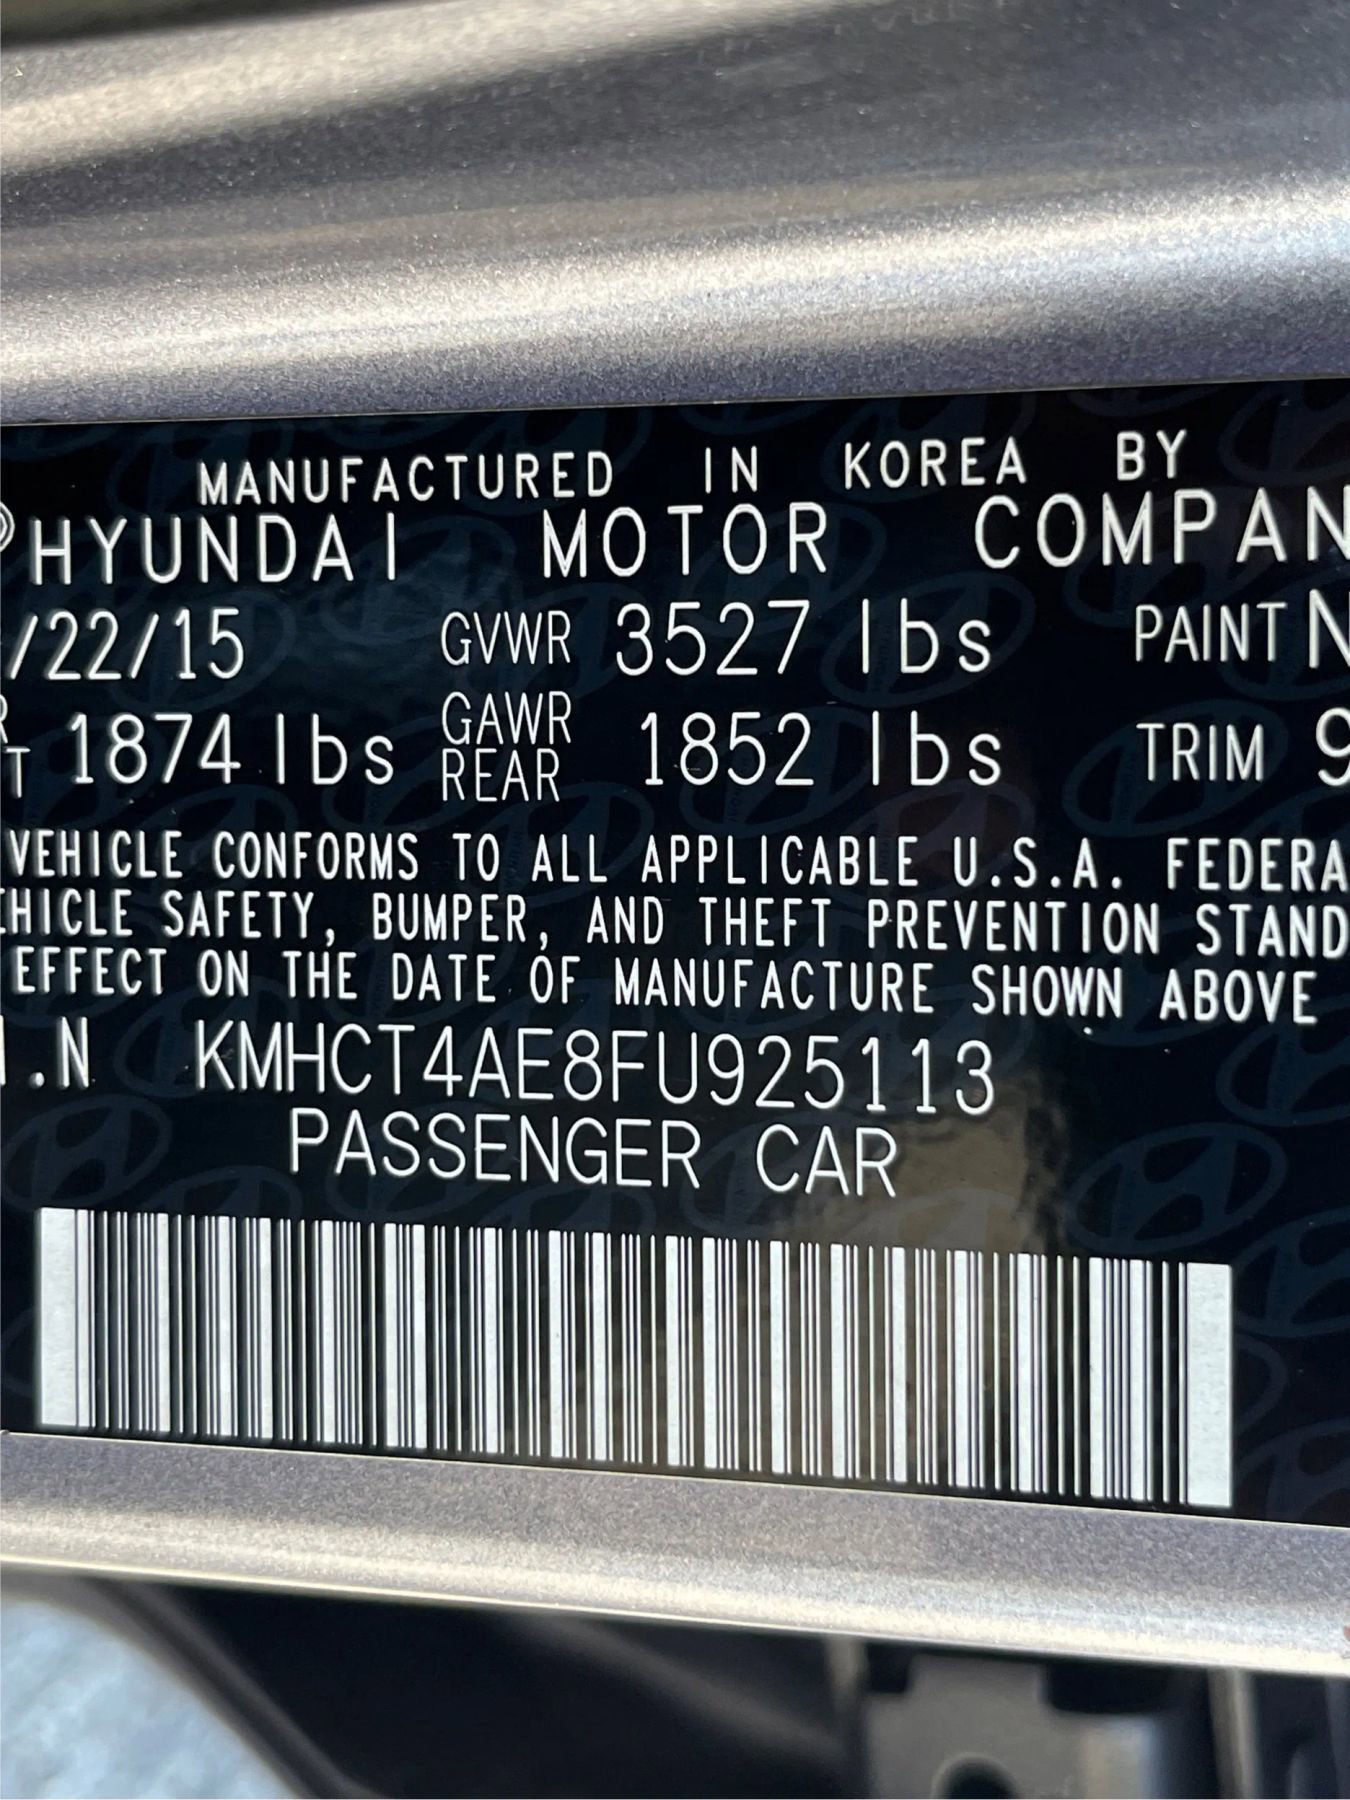 MANUFACTURED IN KOREA BY
HYUNDAI MOTOR COMPAN
/22/15 GVWR 3527 lbs PAINT N
R
T 1874 lbs GAWR
REAR 1852 lbs TRIM 9
VEHICLE CONFORMS TO ALL APPLICABLE U.S.A. FEDERA
EHICLE SAFETY, BUMPER, AND THEFT PREVENTION STAND
EFFECT ON THE DATE OF MANUFACTURE SHOWN ABOVE
I.N KMHCT4AE8FU925113
PASSENGER CAR